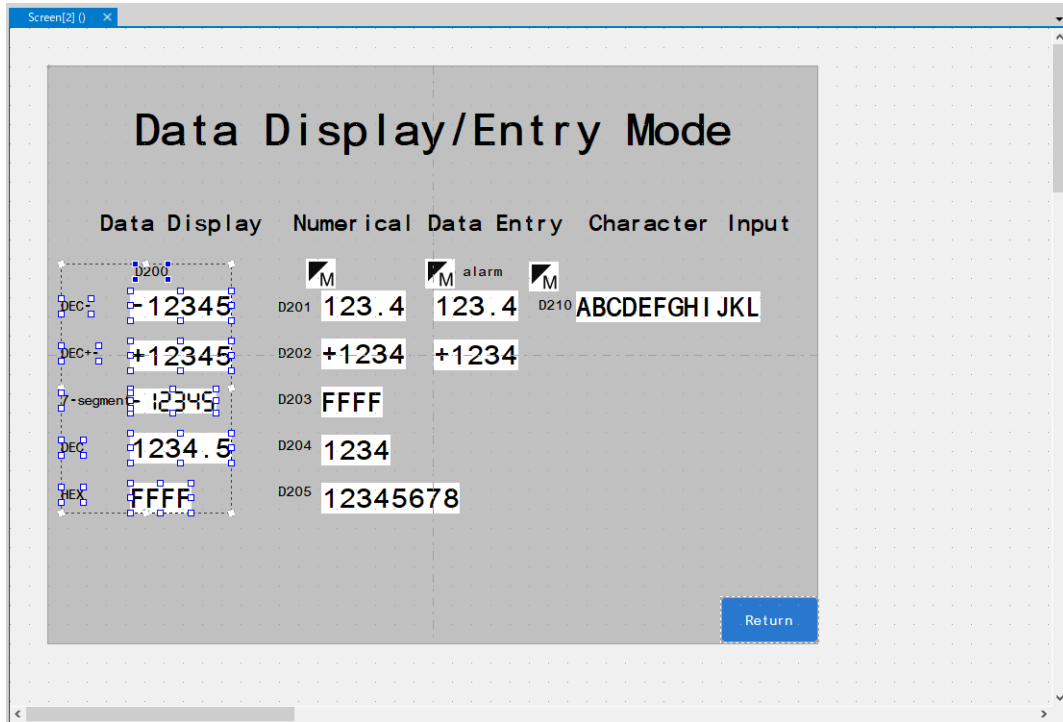 Screen[2] ()
Data Display/Entry Mode
Data Display Numerical Data Entry Character Input
D200 M M alarm M
DEC- -12345 D201 123.4 123.4 D210 ABCDEFGHIJKL
DEC+- +12345 D202 +1234 +1234
7-segment -12345 D203 FFFF
DEC 1234.5 D204 1234
HEX FFFF D205 12345678
Return